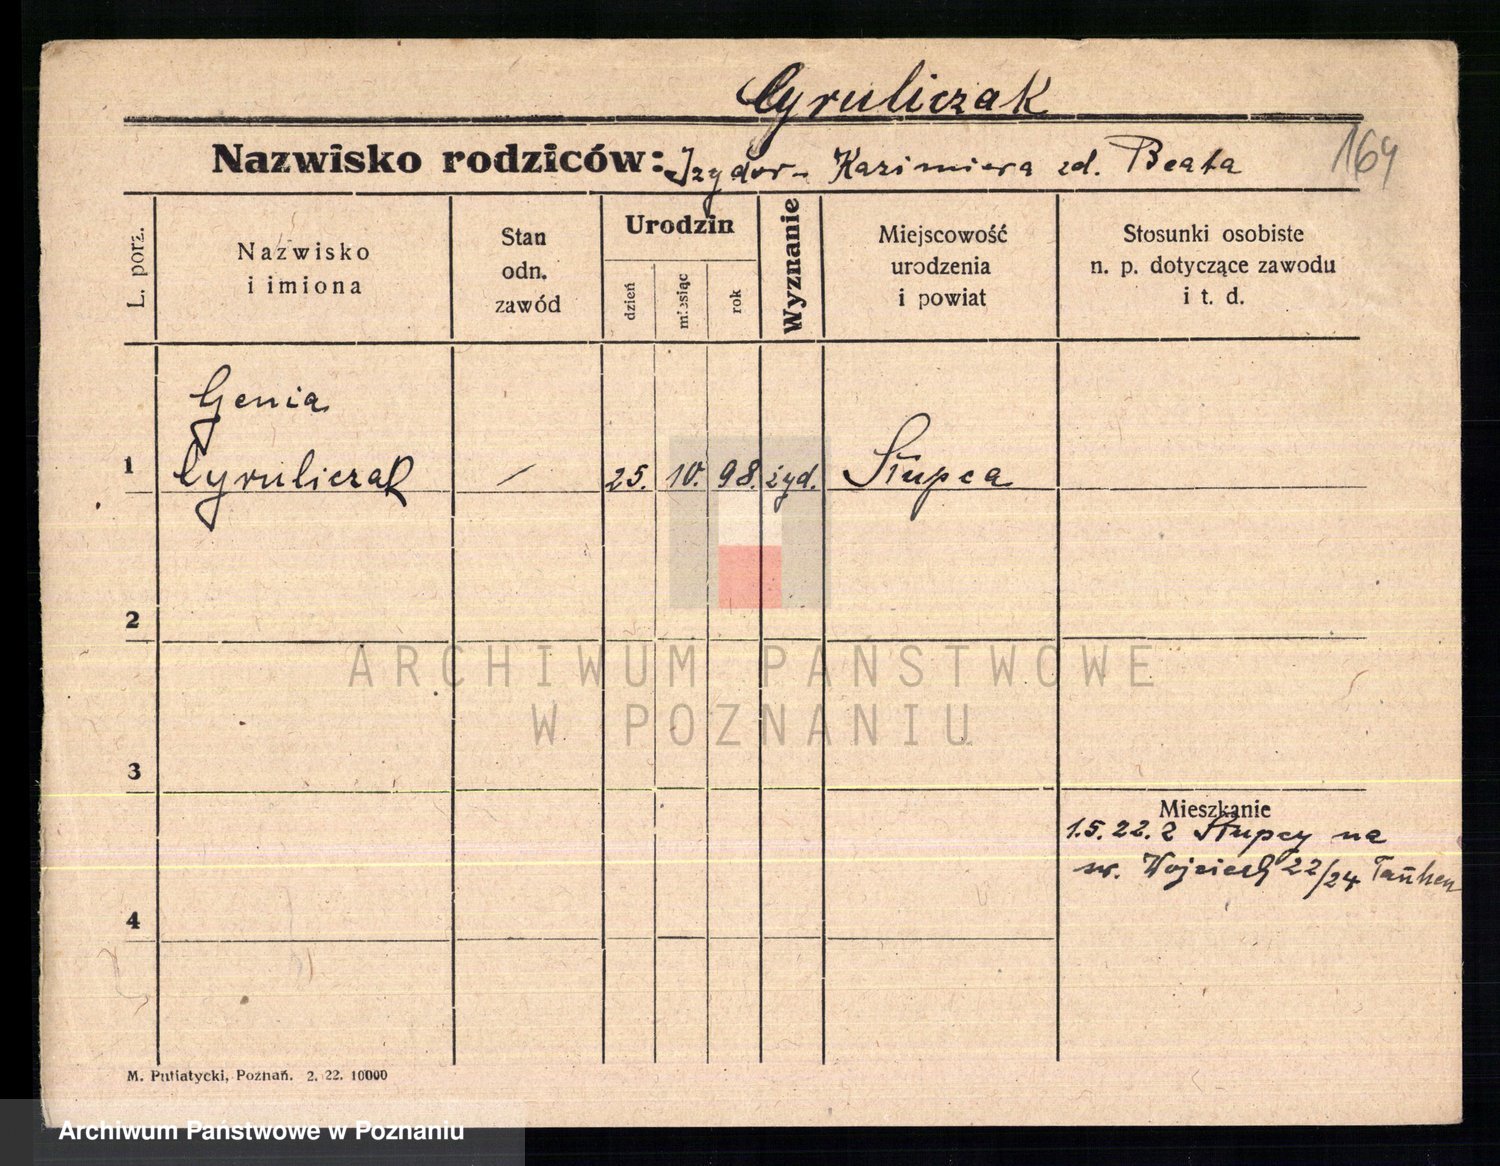 Cyruliczak
Nazwisko rodziców: Izydor - Kazimiera zd. Beata
164
L. porz.
Nazwisko
i imiona
Stan
odn.
zawód
Urodzin
dzień
miesiąc
rok
Wyznanie
Miejscowość
urodzenia
i powiat
Stosunki osobiste
n. p. dotyczące zawodu
i t. d.
Genia
1 Cyruliczak - 25. 10. 98. żyd. Słupca
2
ARCHIWUM PAŃSTWOWE
W POZNANIU
3
Mieszkanie
1.5.22. z Słupcy na
św. Wojciech 22/24
4
M. Putiatycki, Poznań. 2. 22. 10000
Archiwum Państwowe w Poznaniu